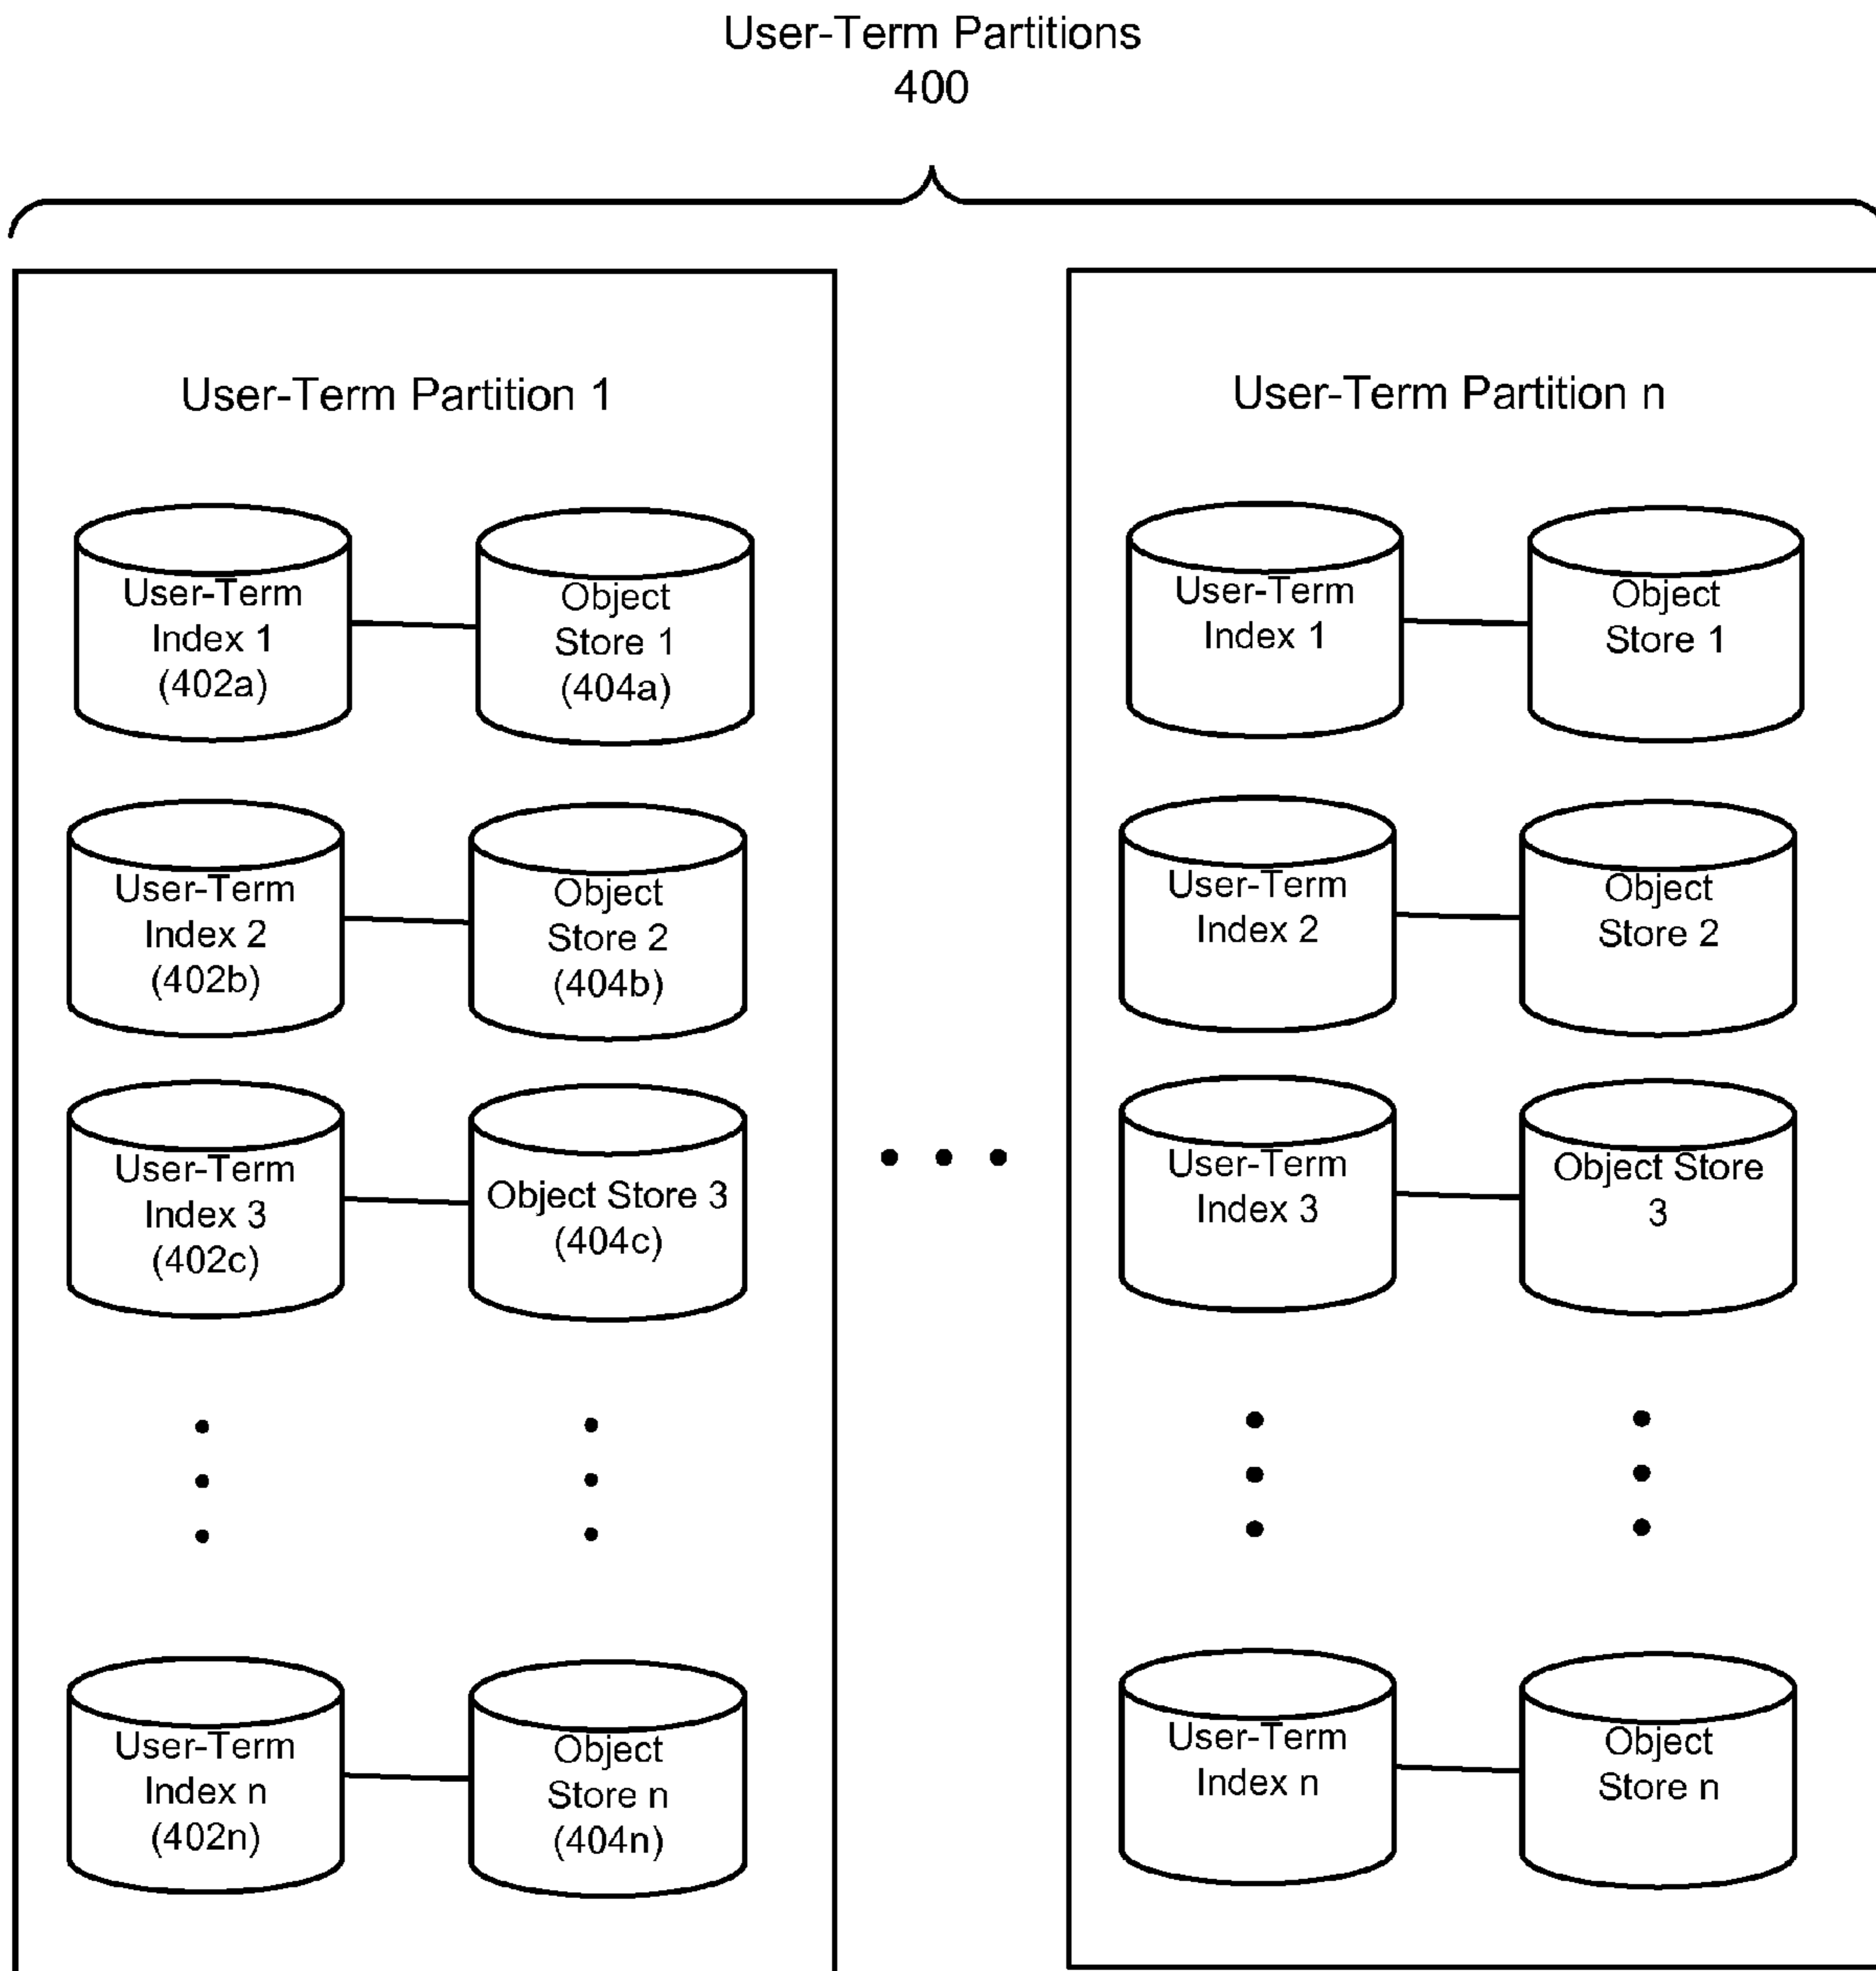 User-Term Partitions
400
User-Term Partition 1
User-Term
Index 1
(402a)
Object
Store 1
(404a)
User-Term
Index 2
(402b)
Object
Store 2
(404b)
User-Term
Index 3
(402c)
Object Store 3
(404c)
User-Term
Index n
(402n)
Object
Store n
(404n)
User-Term Partition n
User-Term
Index 1
Object
Store 1
User-Term
Index 2
Object
Store 2
User-Term
Index 3
Object Store
3
User-Term
Index n
Object
Store n